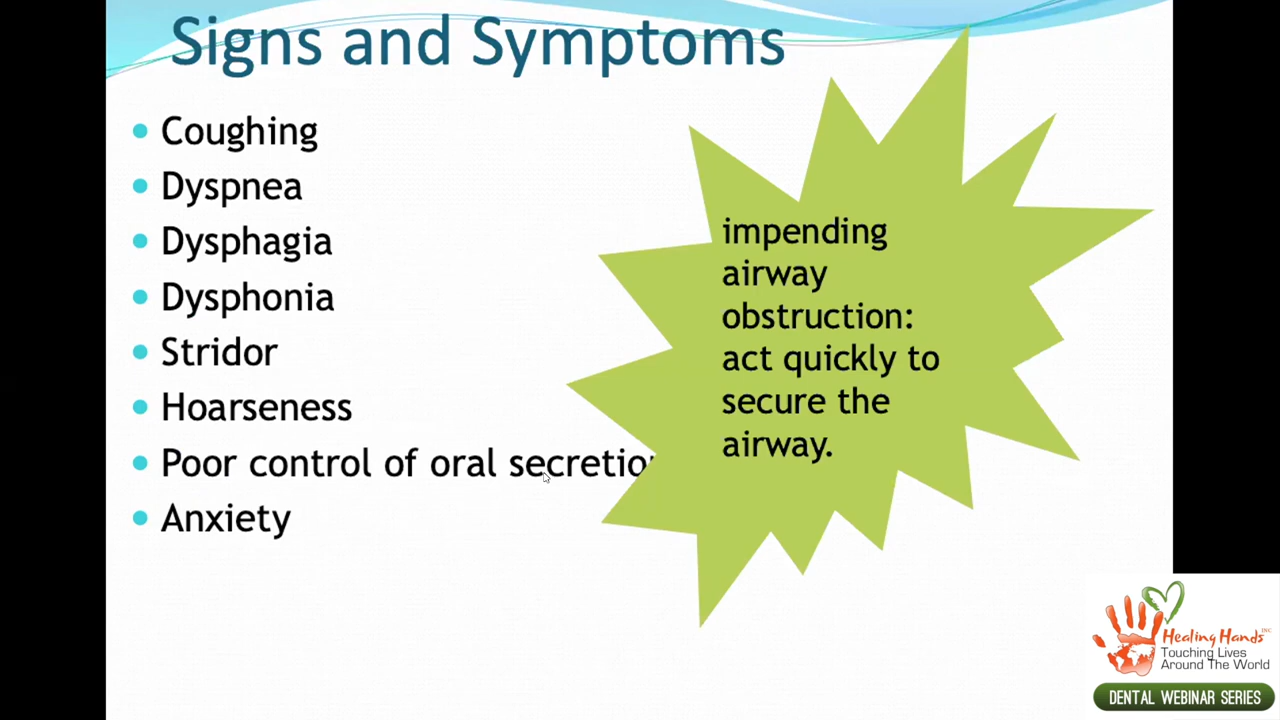 Signs and Symptoms
Coughing
Dyspnea
Dysphagia
Dysphonia
Stridor
Hoarseness
Poor control of oral
Anxiety
impending
airway
obstruction:
act quickly to
secure the
airway.
Healing Hands INC
Touching Lives
Around The World
DENTAL WEBINAR SERIES